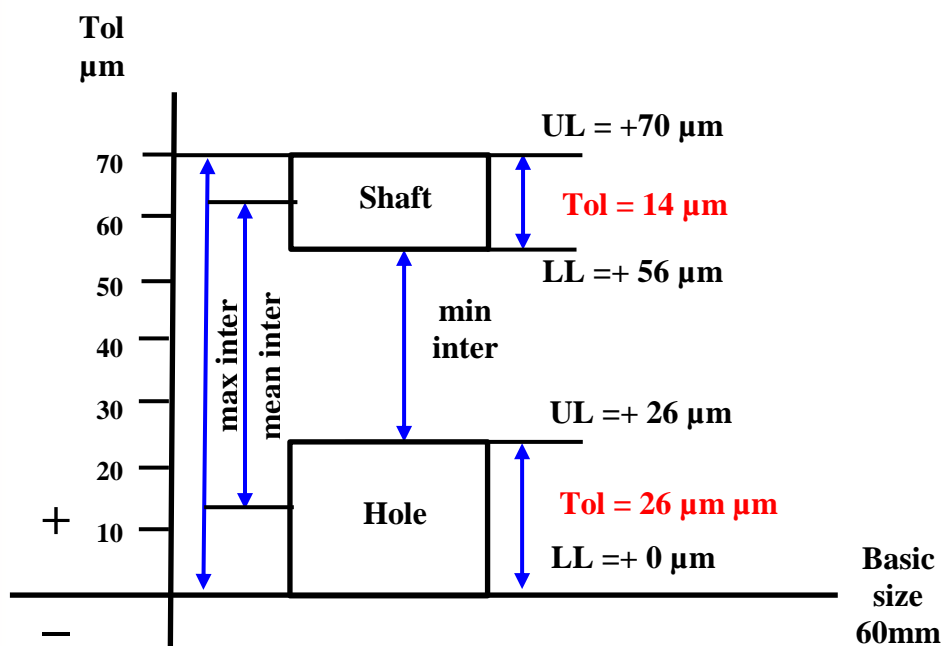 Tol
µm
UL = +70 µm
70
Shaft
Tol = 14 µm
60
LL =+ 56 µm
50
min
inter
40
max inter
mean inter
30
UL =+ 26 µm
20
Tol = 26 µm µm
Hole
+
10
LL =+ 0 µm
Basic
size
60mm
−